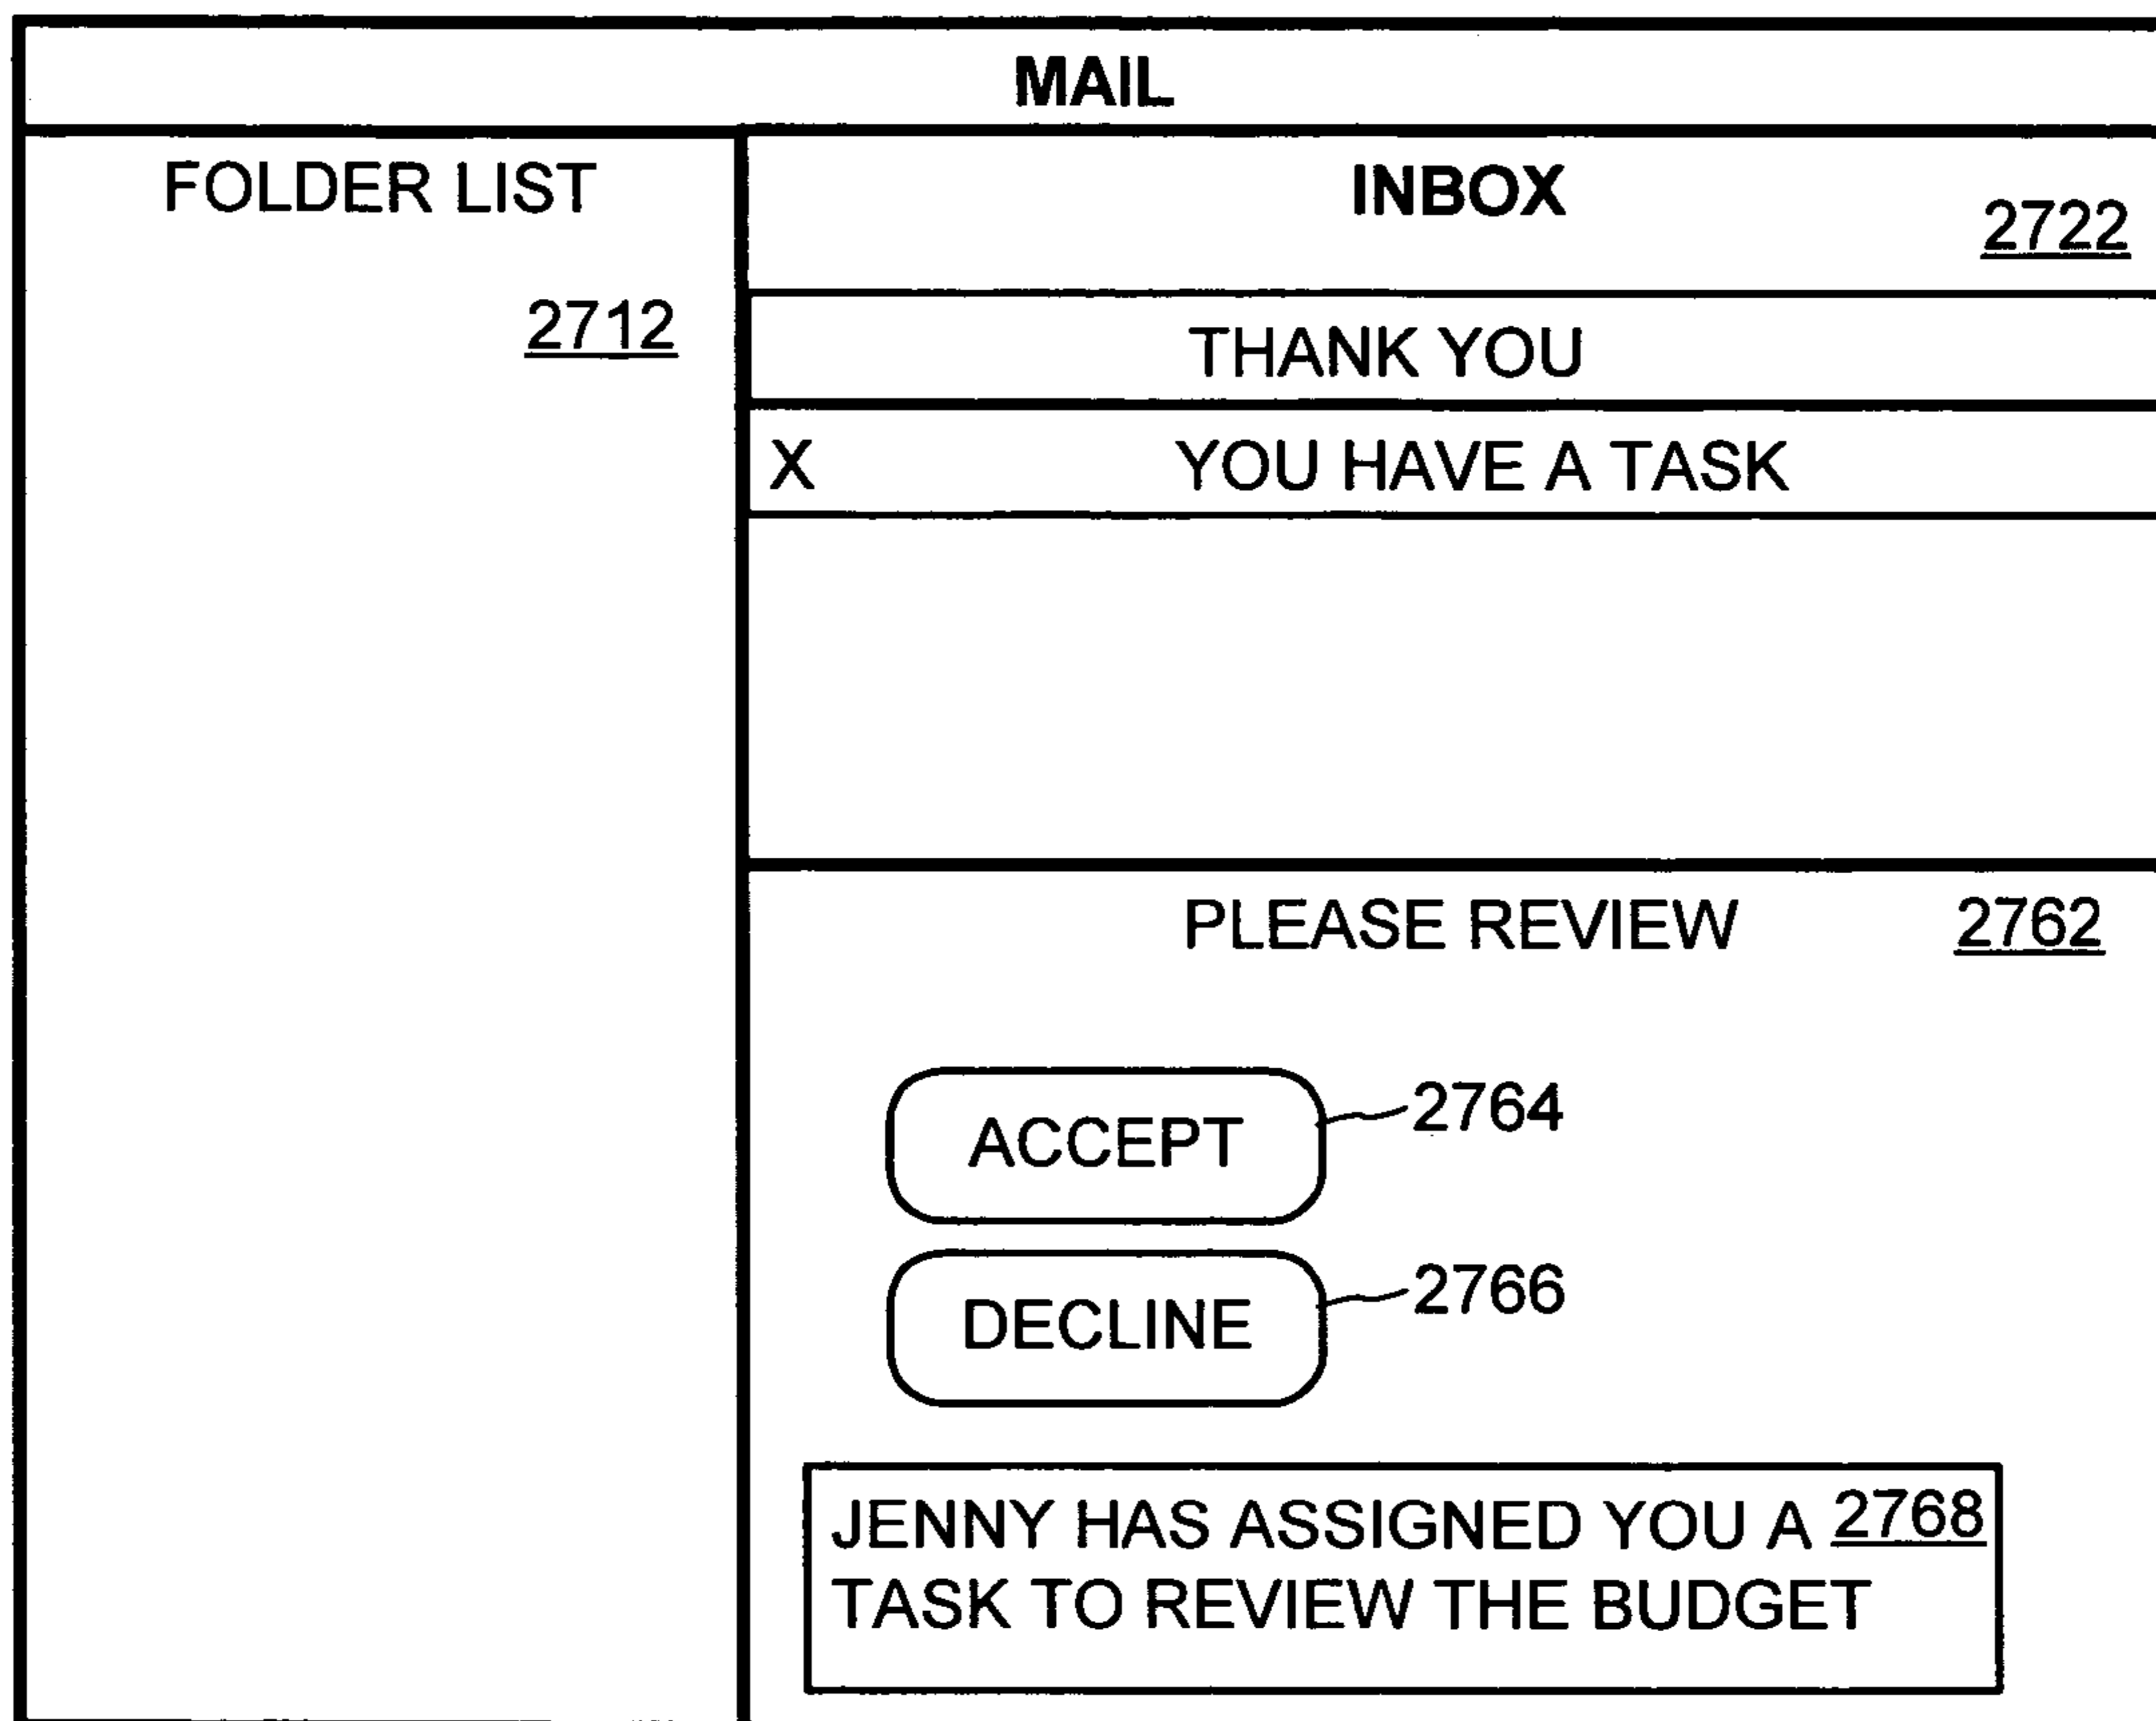 MAIL
FOLDER LIST
2712
INBOX
2722
THANK YOU
X YOU HAVE A TASK
PLEASE REVIEW 2762
ACCEPT 2764
DECLINE 2766
JENNY HAS ASSIGNED YOU A 2768
TASK TO REVIEW THE BUDGET